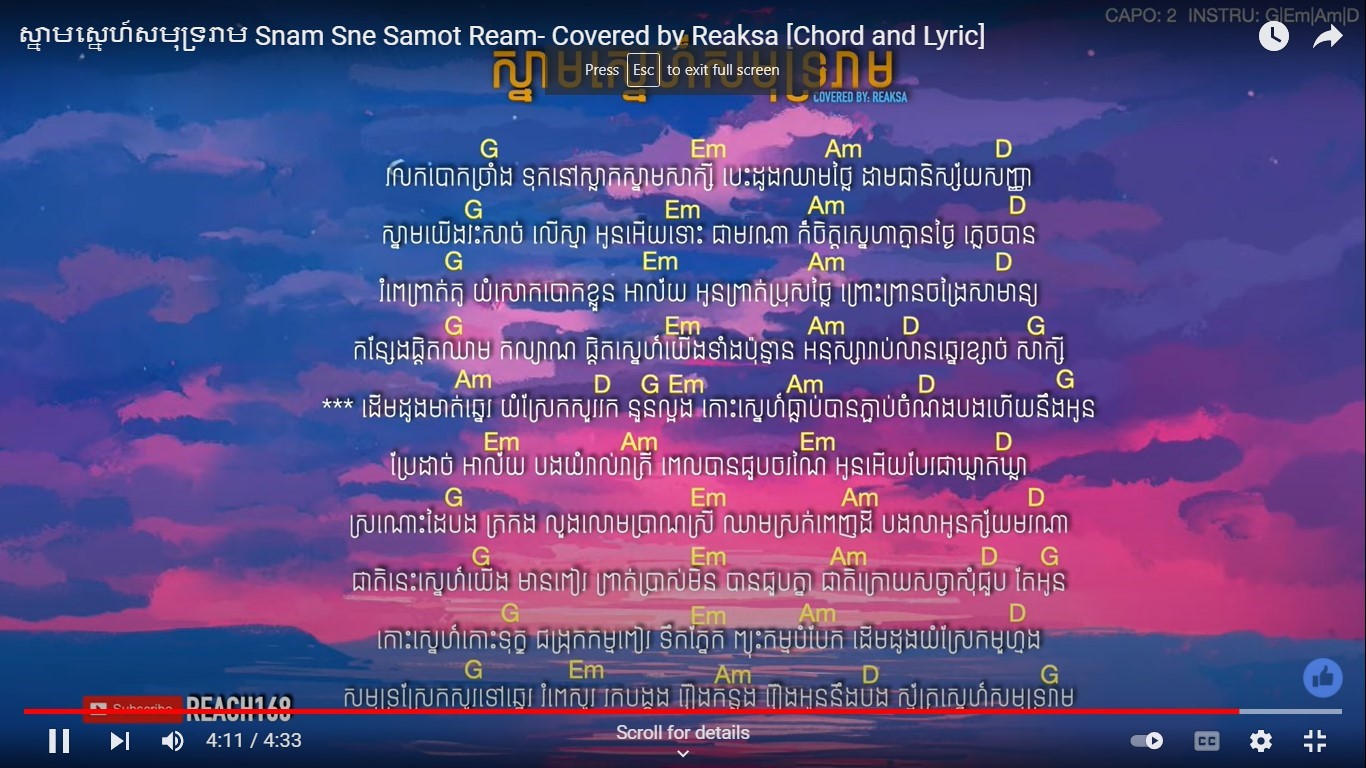 ស្នាមស្នេហ៍សមុទ្ររាម Snam Sne Samot Ream- Covered by Reaksa [Chord and Lyric]
CAPO: 2 INSTRU: G|Em|Am|D
Press Esc to exit full screen
ស្នាមស្នេហ៍សមុទ្ររាម
COVERED BY: REAKSA
G Em Am D
រលកបោកច្រាំង ទុកនៅស្លាកស្នាមសាក្សី បេះដូងឈាមថ្លៃ ដាមជានិស្ស័យសញ្ញា
G Em Am D
ស្នាមយើងរះសាច់ លើស្មា អូនអើយទោះ ជាមរណា ក៏ចិត្តស្នេហាគ្មានថ្ងៃ ភ្លេចបាន
G Em Am D
រំពេព្រាត់គូ យំរសាកបោកខ្លួន អាល័យ អូនព្រាត់ប្រុសថ្លៃ ព្រោះព្រានចង្រៃសាមាន្យ
G Em Am D G
កន្សែងផ្តិតឈាម កល្យាណ ផ្តិតស្នេហ៍យើងទាំងប៉ុន្មាន អនុស្សារាប់លានឆ្នេរខ្សាច់ សាក្សី
Am D G Em Am D G
*** ដើមដូងមាក់ឆ្នេរ យំស្រែកសួររក នួនល្អង កោះស្នេហ៍ធ្លាប់បានភ្ជាប់ចំណងបងហើយនឹងអូន
Em Am Em D
ប្រែដាច់ អាល័យ បងយំរាល់រាត្រី ពេលបានជួបចរណៃ អូនអើយបែរជាឃ្លាតឃ្លា
G Em Am D
ស្រណោះដៃបង ត្រកង លួងលោមប្រាណស្រី ឈាមស្រក់ពេញដី បងលាអូនក្ស័យមរណា
G Em Am D G
ជាតិនេះស្នេហ៍យើង មានពៀរ ព្រាត់ប្រាស់មិន បានជួបគ្នា ជាតិក្រោយសច្ចាសុំជួប តែអូន
G Em Am D
កោះស្នេហ៍កោះទុក្ខ ជង្រុកកម្មពៀរ ទឹកភ្នែក ព្យុះកម្មបំបែក ដើមដូងយំស្រែកមួហ្មង
G Em Am D G
សមុទ្រស្រែកសួរទៅឆ្នេរ រំពេសួរ រកបង្គង រឿងកន្លង រឿងអូននឹងបង ស៊ូត្រស្នេហ៍សមុទ្ររាម
Subscribe REACH168
4:11 / 4:33
Scroll for details
CC